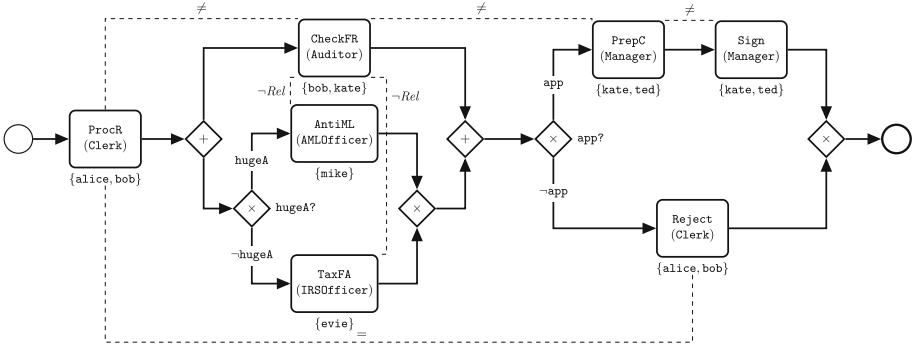 ≠
≠
≠
CheckFR
(Auditor)
{bob, kate}
PrepC
(Manager)
{kate, ted}
Sign
(Manager)
{kate, ted}
¬Rel
¬Rel
app
ProcR
(Clerk)
{alice, bob}
+
AntiML
(AMLOfficer)
{mike}
+
×
app?
×
hugeA
×
hugeA?
×
¬hugeA
¬app
Reject
(Clerk)
{alice, bob}
TaxFA
(IRSOfficer)
{evie}
=